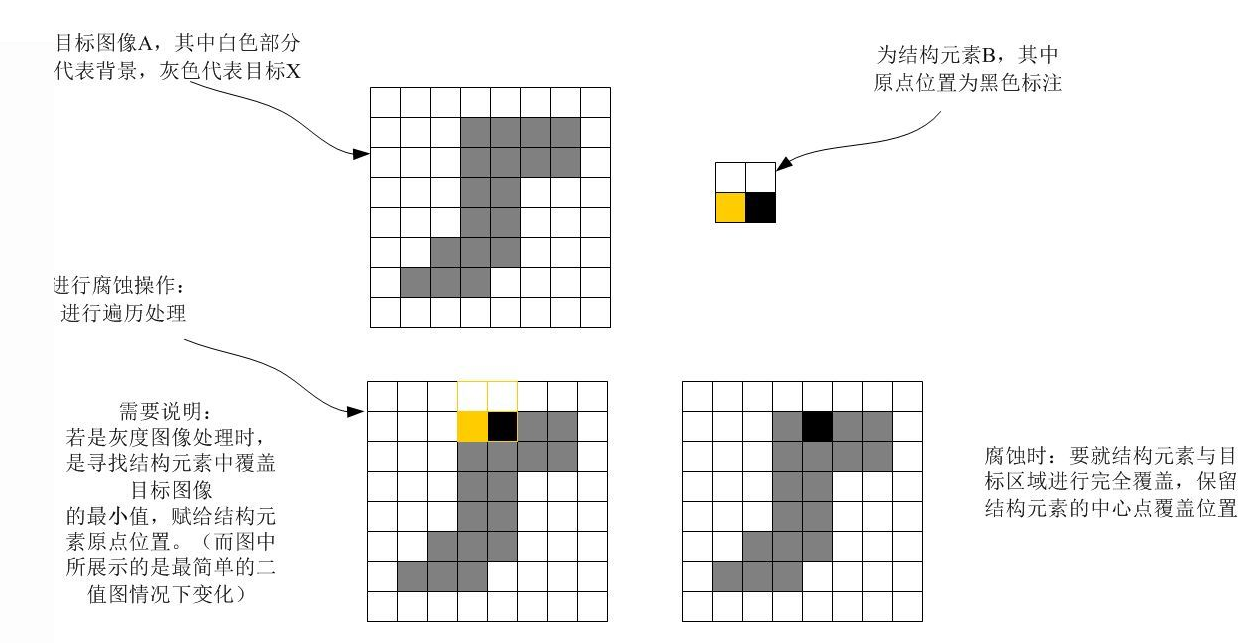 目标图像A，其中白色部分
代表背景，灰色代表目标X
为结构元素B，其中
原点位置为黑色标注
进行腐蚀操作：
进行遍历处理
需要说明：
若是灰度图像处理时，
是寻找结构元素中覆盖
目标图像
的最小值，赋给结构元
素原点位置。（而图中
所展示的是最简单的二
值图情况下变化）
腐蚀时：要就结构元素与目
标区域进行完全覆盖，保留
结构元素的中心点覆盖位置